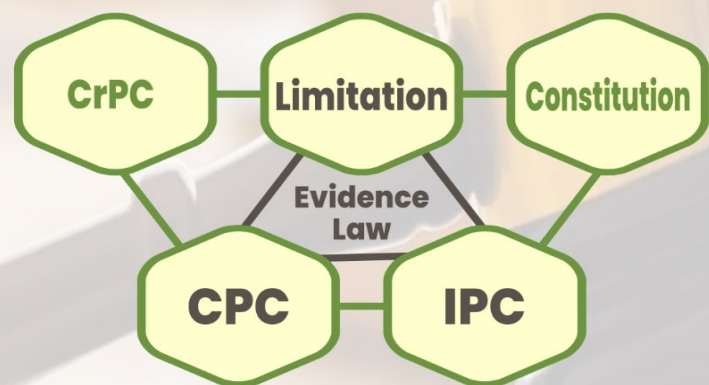 CrPC
Limitation
Constitution
Evidence
Law
CPC
IPC